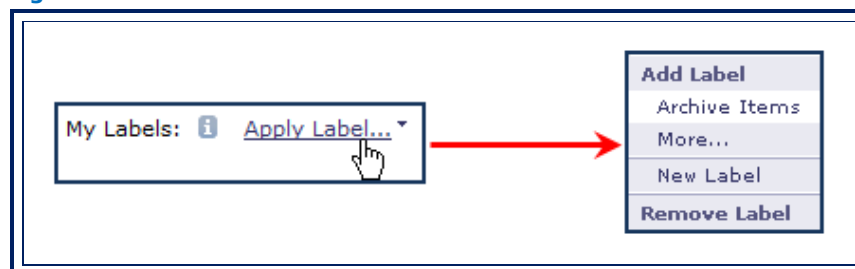 My Labels: Apply Label...
Add Label
Archive Items
More...
New Label
Remove Label